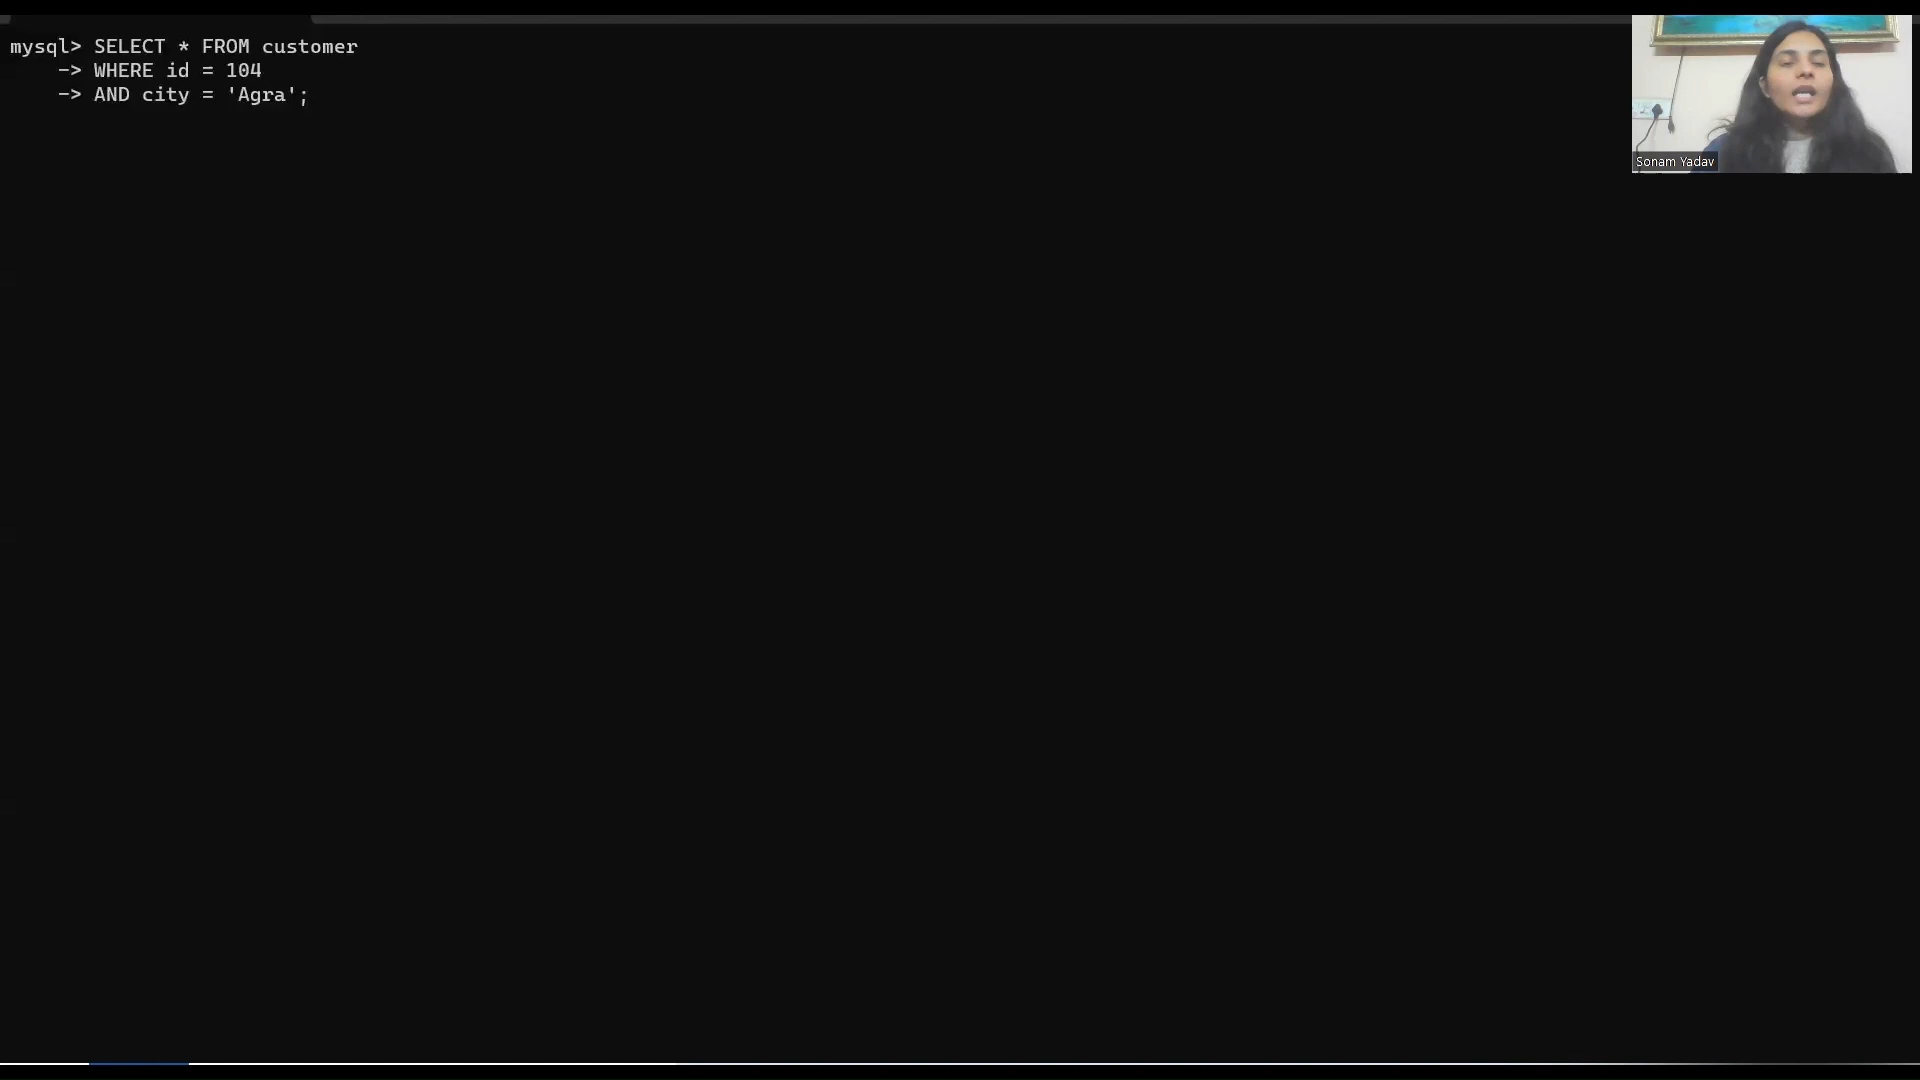 mysql> SELECT * FROM customer
    -> WHERE id = 104
    -> AND city = 'Agra';
Sonam Yadav